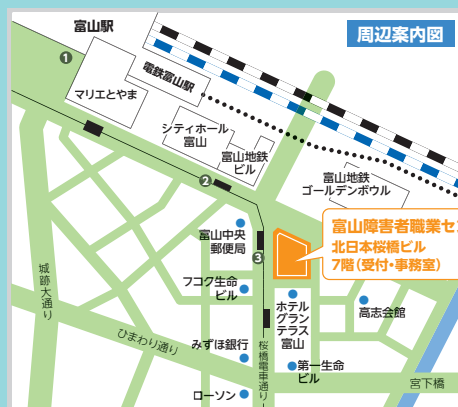 周辺案内図
富山駅
❶
マリエとやま
電鉄富山駅
シティホール
富山
富山地鉄
ビル
富山地鉄
ゴールデンボウル
❷
富山中央
郵便局
❸
富山障害者職業セ
北日本桜橋ビル
7階(受付・事務室)
フコク生命
ビル
城跡大通り
ホテル
グラン
テラス
富山
高志会館
ひまわり通り
みずほ銀行
桜橋電車通り
第一生命
ビル
宮下橋
ローソン